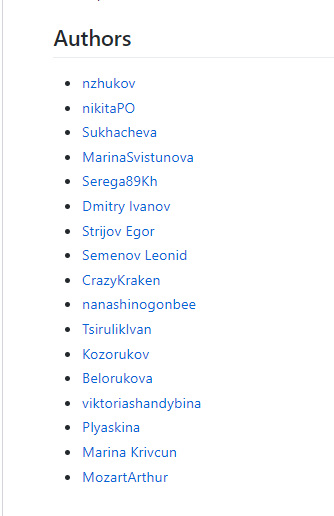 Authors
nzhukov
nikitaPO
Sukhacheva
MarinaSvistunova
Serega89Kh
Dmitry Ivanov
Strijov Egor
Semenov Leonid
CrazyKraken
nanashinogonbee
TsirulikIvan
Kozorukov
Belorukova
viktoriashandybina
Plyaskina
Marina Krivcun
MozartArthur